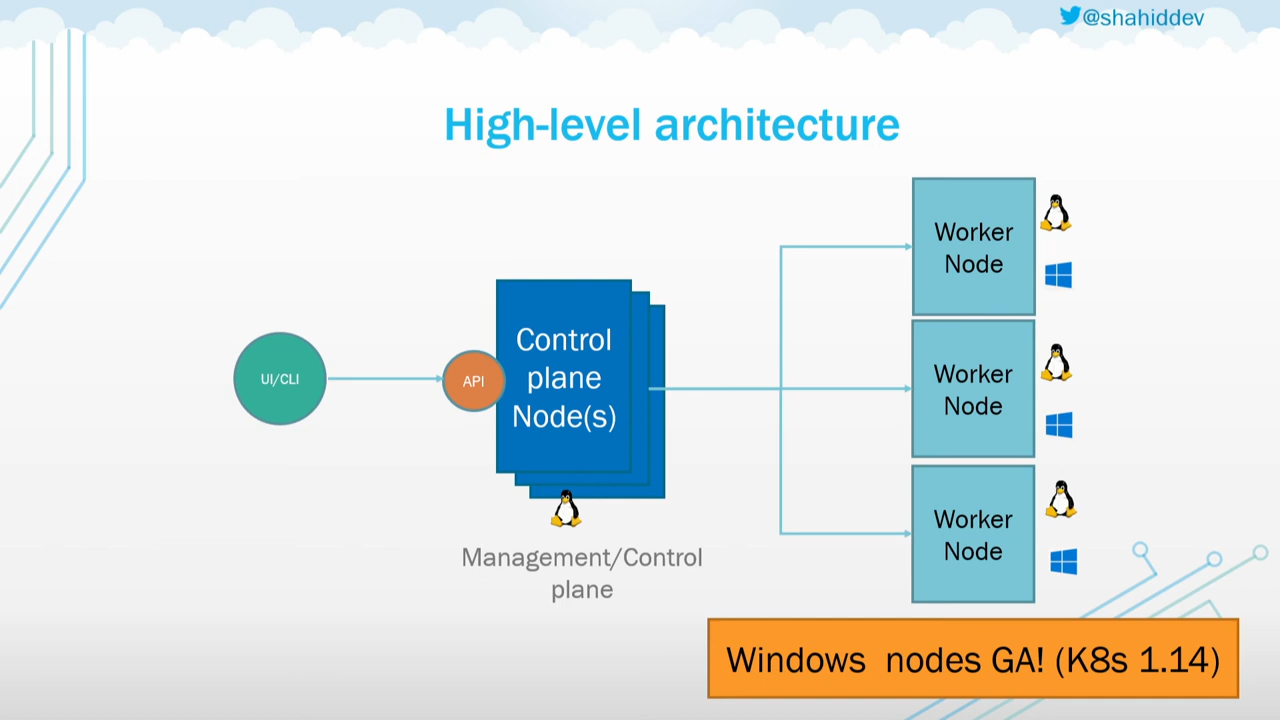 @shahiddev
High-level architecture
UI/CLI
API
Control
plane
Node(s)
Management/Control
plane
Worker
Node
Worker
Node
Worker
Node
Windows  nodes GA! (K8s 1.14)